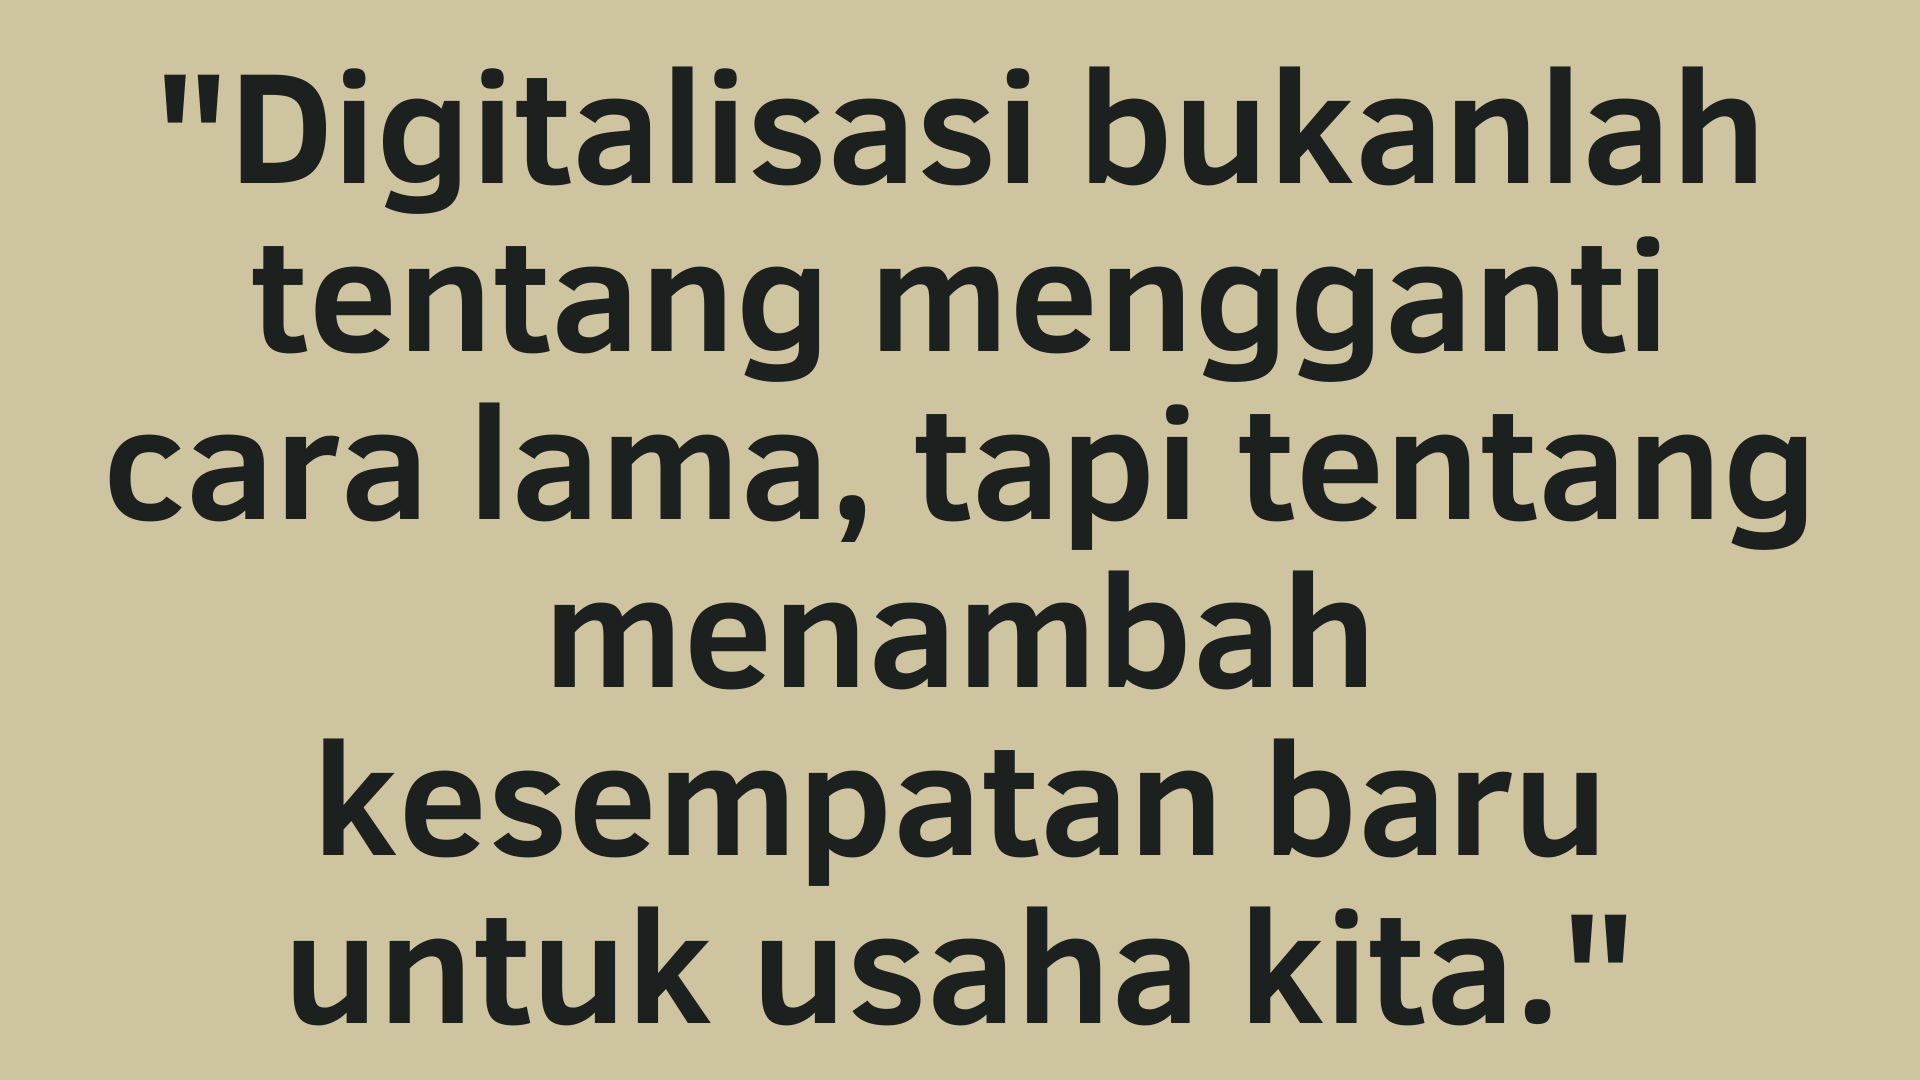 "Digitalisasi bukanlah
tentang mengganti
cara lama, tapi tentang
menambah
kesempatan baru
untuk usaha kita."